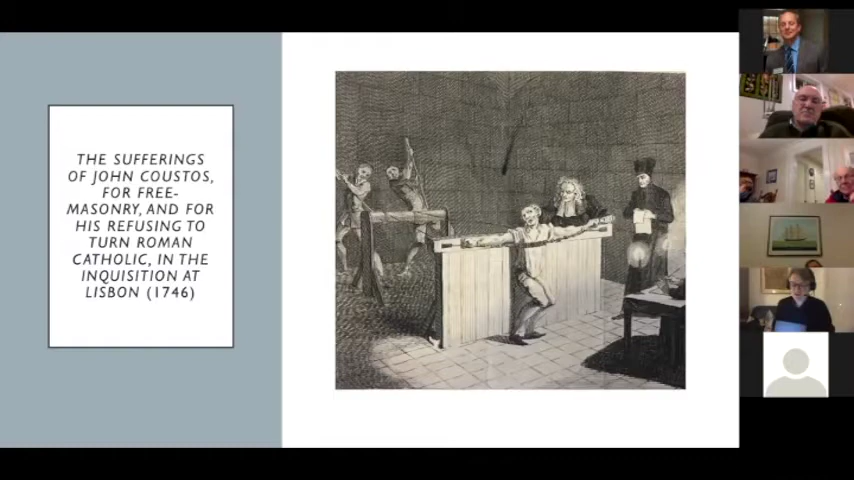 THE SUFFERINGS
OF JOHN COUSTOS,
FOR FREE-
MASONRY, AND FOR
HIS REFUSING TO
TURN ROMAN
CATHOLIC, IN THE
INQUISITION AT
LISBON (1746)